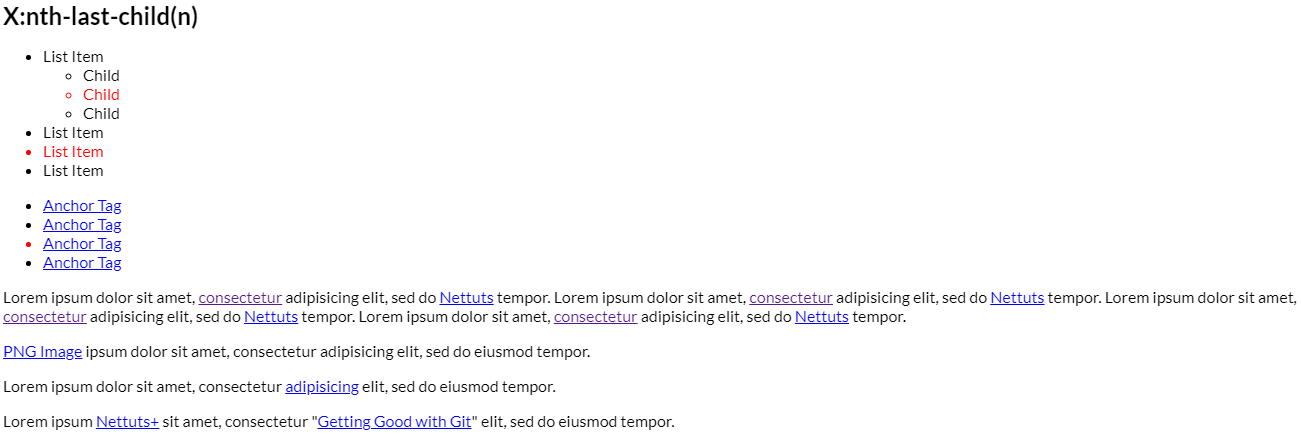 X:nth-last-child(n)
List Item
Child
Child
Child
List Item
List Item
List Item
Anchor Tag
Anchor Tag
Anchor Tag
Anchor Tag
Lorem ipsum dolor sit amet, consectetur adipisicing elit, sed do Nettuts tempor. Lorem ipsum dolor sit amet, consectetur adipisicing elit, sed do Nettuts tempor. Lorem ipsum dolor sit amet,
consectetur adipisicing elit, sed do Nettuts tempor. Lorem ipsum dolor sit amet, consectetur adipisicing elit, sed do Nettuts tempor.
PNG Image ipsum dolor sit amet, consectetur adipisicing elit, sed do eiusmod tempor.
Lorem ipsum dolor sit amet, consectetur adipisicing elit, sed do eiusmod tempor.
Lorem ipsum Nettuts+ sit amet, consectetur "Getting Good with Git" elit, sed do eiusmod tempor.